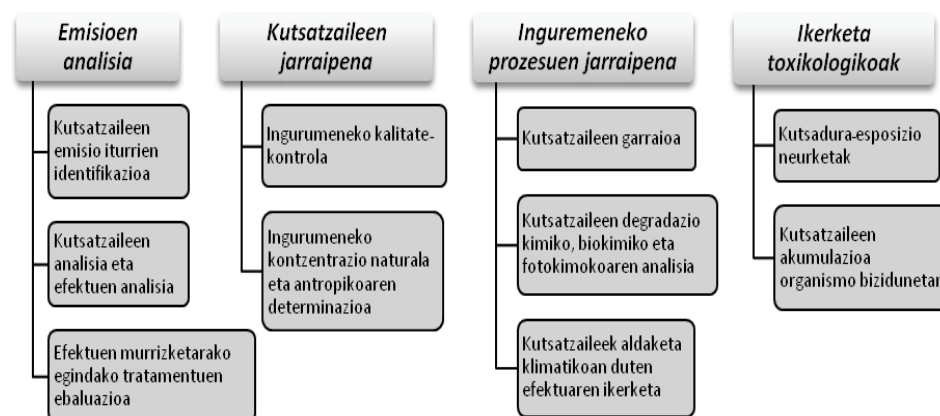 Emisioen
analisia
Kutsatzaileen
emisio iturrien
identifikazioa
Kutsatzaileen
analisia eta
efektuen analisia
Efektuen murrizketarako
egindako tratamentuen
ebaluazioa
Kutsatzaileen
jarraipena
Ingurumeneko kalitate-
kontrola
Ingurumeneko
kontzentrazio naturala
eta antropikoaren
determinazioa
Inguremeneko
prozesuen jarraipena
Kutsatzaileen garraioa
Kutsatzaileen degradazio
kimiko, biokimiko eta
fotokimokoaren analisia
Kutsatzaileek aldaketa
klimatikoan duten
efektuaren ikerketa
Ikerketa
toxikologikoak
Kutsadura-esposizio
neurketak
Kutsatzaileen
akumulazioa
organismo bizidunetan